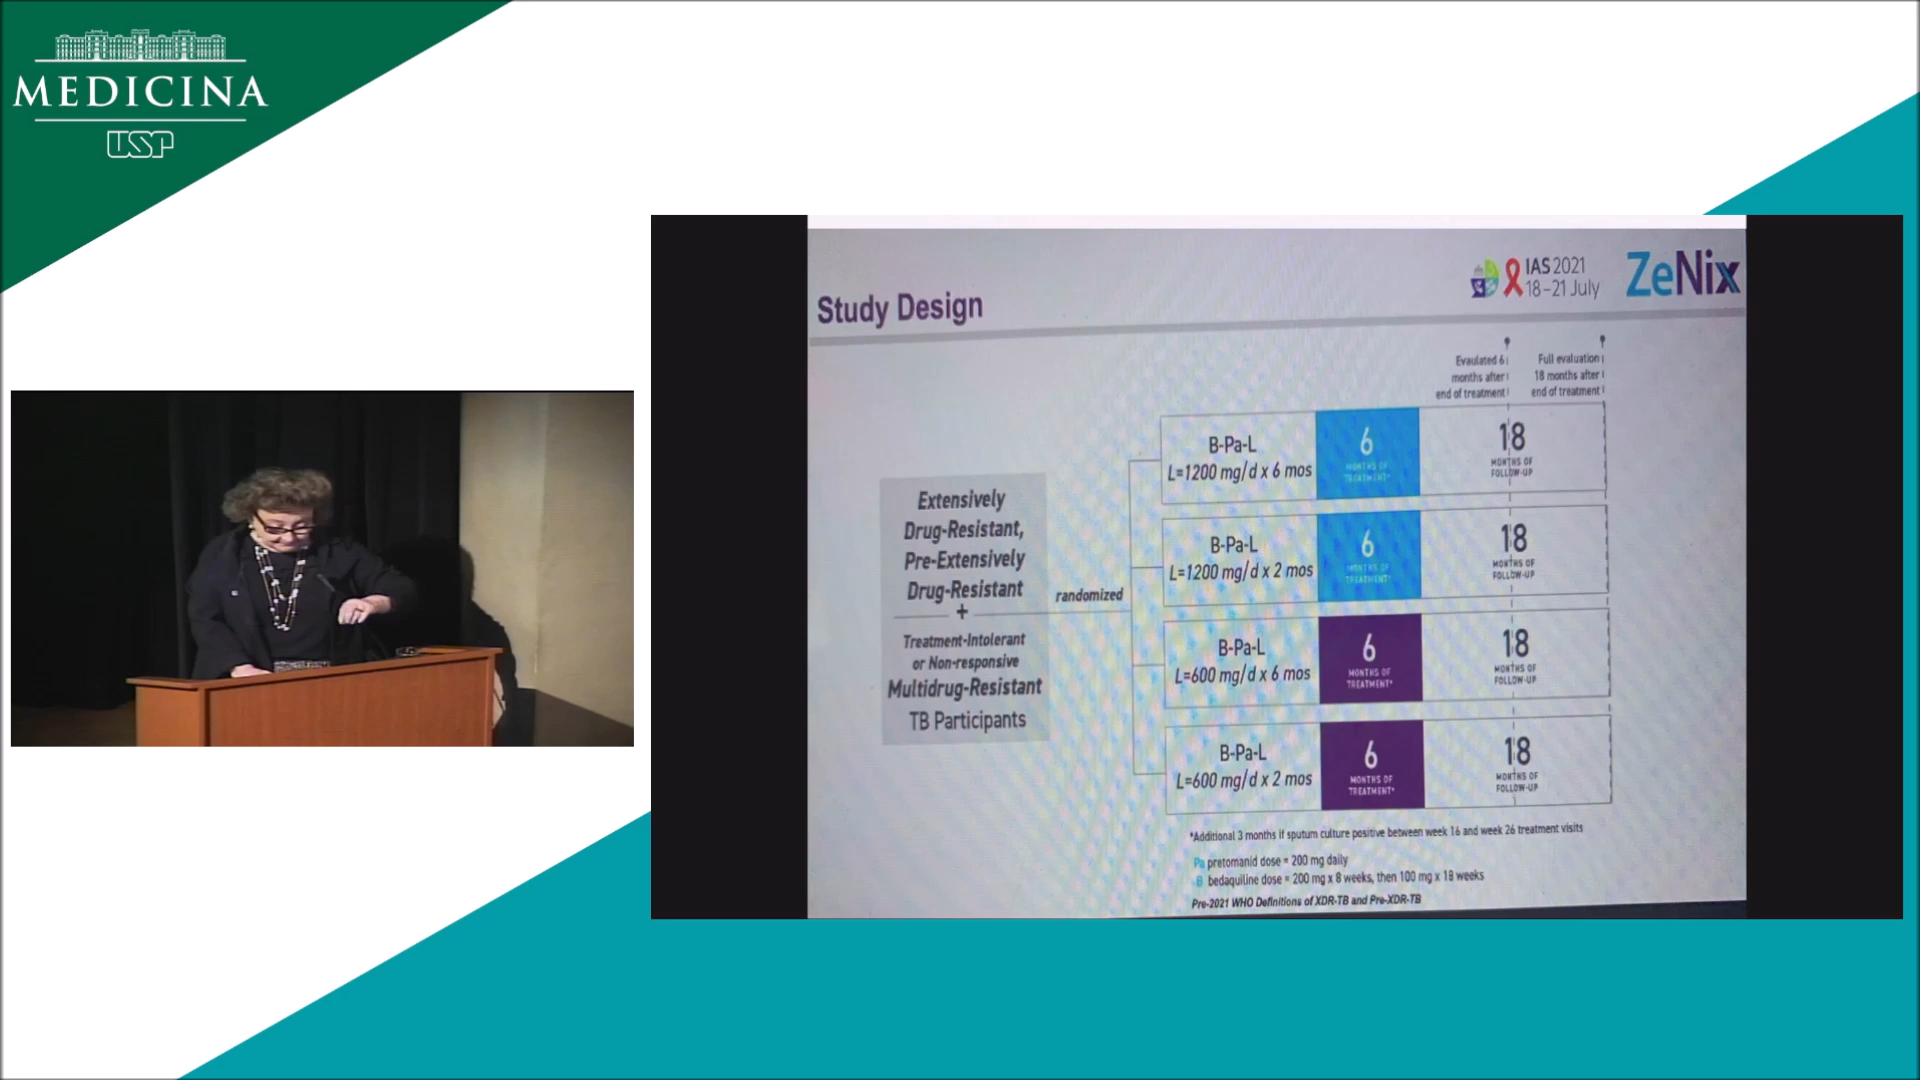 MEDICINA
USP
Study Design
IAS 2021
18–21 July
ZeNix
Evaulated 6
months after
end of treatment
Full evaluation
18 months after
end of treatment
Extensively
Drug-Resistant,
Pre-Extensively
Drug-Resistant
+
Treatment-Intolerant
or Non-responsive
Multidrug-Resistant
TB Participants
randomized
B-Pa-L
L=1200 mg/d x 6 mos
6
MONTHS OF
TREATMENT*
18
MONTHS OF
FOLLOW-UP
B-Pa-L
L=1200 mg/d x 2 mos
6
MONTHS OF
TREATMENT*
18
MONTHS OF
FOLLOW-UP
B-Pa-L
L=600 mg/d x 6 mos
6
MONTHS OF
TREATMENT*
18
MONTHS OF
FOLLOW-UP
B-Pa-L
L=600 mg/d x 2 mos
6
MONTHS OF
TREATMENT*
18
MONTHS OF
FOLLOW-UP
*Additional 3 months if sputum culture positive between week 16 and week 26 treatment visits
Pa pretomanid dose = 200 mg daily
B bedaquiline dose = 200 mg x 8 weeks, then 100 mg x 18 weeks
Pre-2021 WHO Definitions of XDR-TB and Pre-XDR-TB